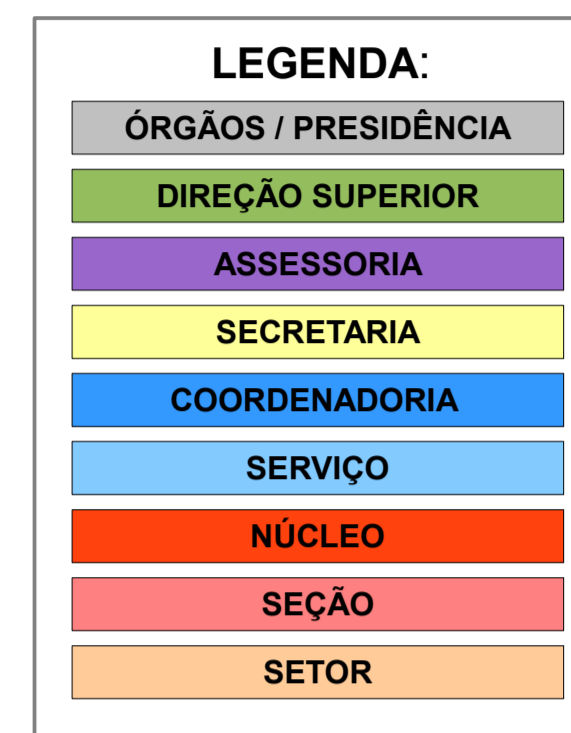 LEGENDA:
ÓRGÃOS / PRESIDÊNCIA
DIREÇÃO SUPERIOR
ASSESSORIA
SECRETARIA
COORDENADORIA
SERVIÇO
NÚCLEO
SEÇÃO
SETOR